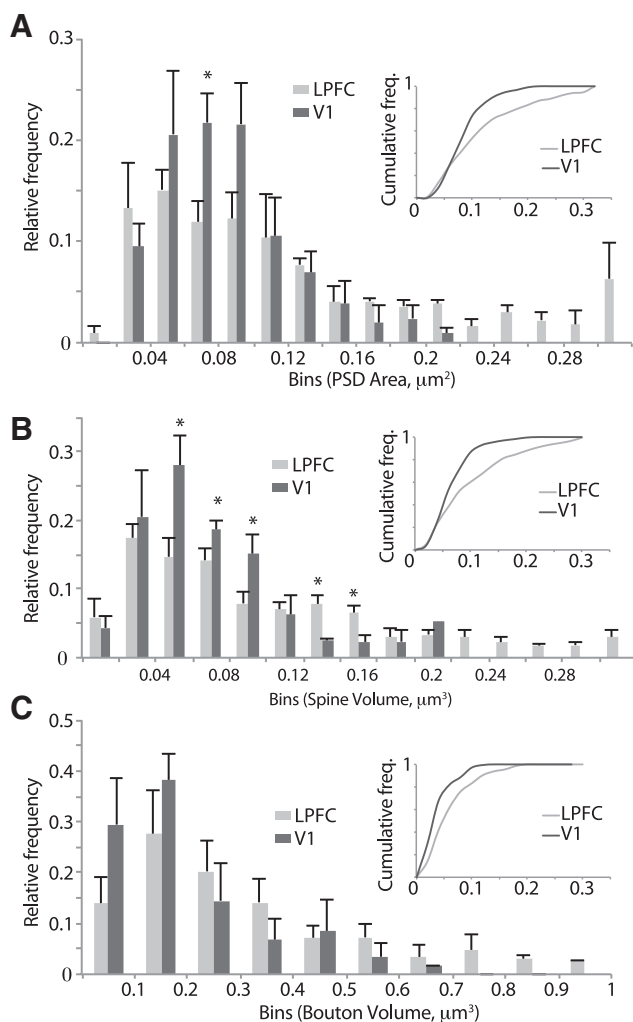 A
0.3
0.2
0.1
0
Relative frequency
*
LPFC
V1
Cumulative freq.
1
LPFC
V1
0 0.1 0.2 0.3
0.04 0.08 0.12 0.16 0.2 0.24 0.28
Bins (PSD Area, μm²)
B
0.3
0.2
0.1
0
Relative frequency
* * * * *
LPFC
V1
Cumulative freq.
1
LPFC
V1
0 0.1 0.2 0.3
0.04 0.08 0.12 0.16 0.2 0.24 0.28
Bins (Spine Volume, μm³)
C
0.5
0.4
0.3
0.2
0.1
0
Relative frequency
LPFC
V1
Cumulative freq.
1
LPFC
V1
0 0.1 0.2 0.3
0.1 0.2 0.3 0.4 0.5 0.6 0.7 0.8 0.9 1
Bins (Bouton Volume, μm³)